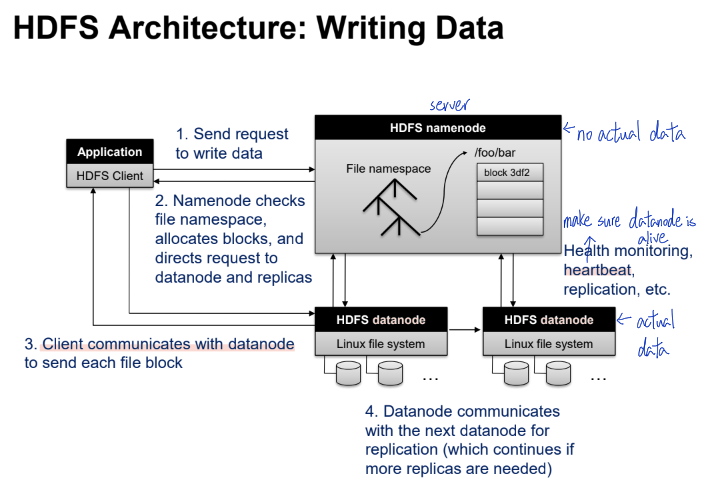 HDFS Architecture: Writing Data
server
HDFS namenode
no actual data
Application
HDFS Client
1. Send request
to write data
/foo/bar
File namespace
block 3df2
2. Namenode checks
file namespace,
allocates blocks, and
directs request to
datanode and replicas
make sure datanode is
alive
Health monitoring,
heartbeat,
replication, etc.
HDFS datanode
Linux file system
...
HDFS datanode
Linux file system
...
actual
data
3. Client communicates with datanode
to send each file block
4. Datanode communicates
with the next datanode for
replication (which continues if
more replicas are needed)